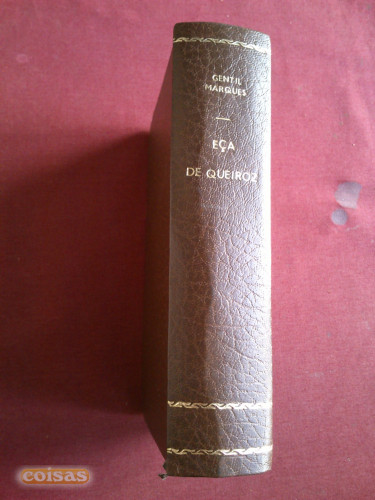 GENTIL
MARQUES
EÇA
DE QUEIROZ
coisas